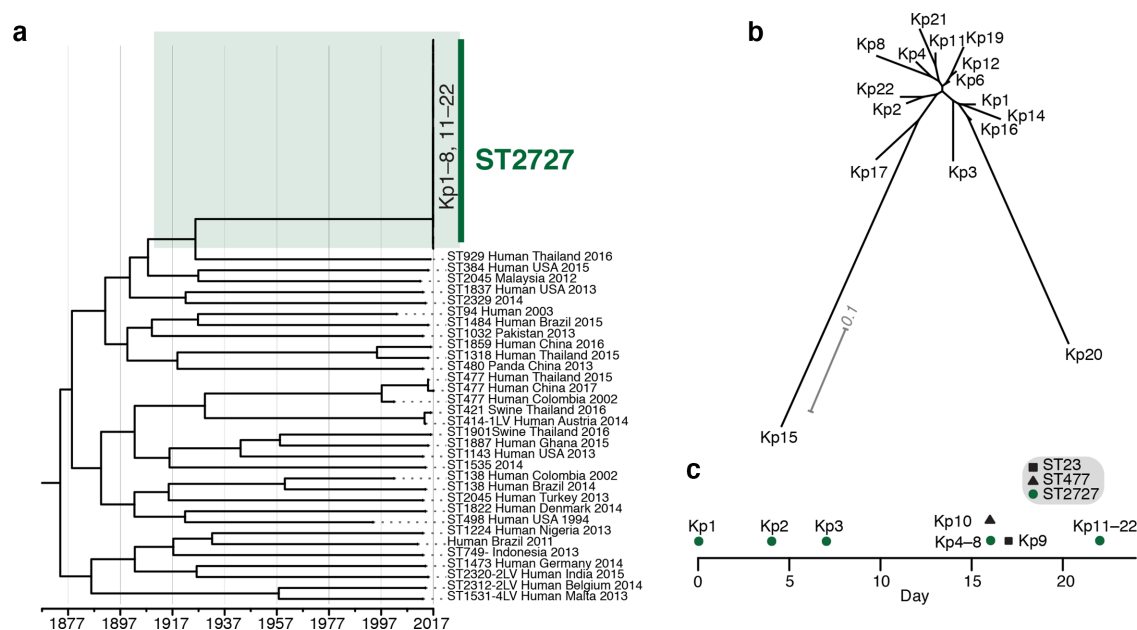 a
Kp1–8, 11–22
ST2727
ST929 Human Thailand 2016
ST384 Human USA 2015
ST2045 Malaysia 2012
ST1837 Human USA 2013
ST2329 2014
ST94 Human 2003
ST1484 Human Brazil 2015
ST1032 Pakistan 2013
ST1859 Human China 2016
ST1318 Human Thailand 2015
ST480 Panda China 2013
ST477 Human Thailand 2015
ST477 Human China 2017
ST477 Human Colombia 2002
ST421 Swine Thailand 2016
ST414-1LV Human Austria 2014
ST1901Swine Thailand 2016
ST1887 Human Ghana 2015
ST1143 Human USA 2013
ST1535 2014
ST138 Human Colombia 2002
ST138 Human Brazil 2014
ST2045 Human Turkey 2013
ST1822 Human Denmark 2014
ST498 Human USA 1994
ST1224 Human Nigeria 2013
Human Brazil 2011
ST749- Indonesia 2013
ST1473 Human Germany 2014
ST2320-2LV Human India 2015
ST2312-2LV Human Belgium 2014
ST1531-4LV Human Malta 2013
1877 1897 1917 1937 1957 1977 1997 2017
b
Kp21
Kp8 Kp4 Kp11 Kp19
Kp12
Kp6
Kp22
Kp2
Kp1
Kp14
Kp16
Kp17
Kp3
0.1
Kp20
Kp15
c
ST23
ST477
ST2727
Kp1 Kp2 Kp3 Kp10 Kp11–22
Kp4–8 Kp9
0 5 10 15 20
Day